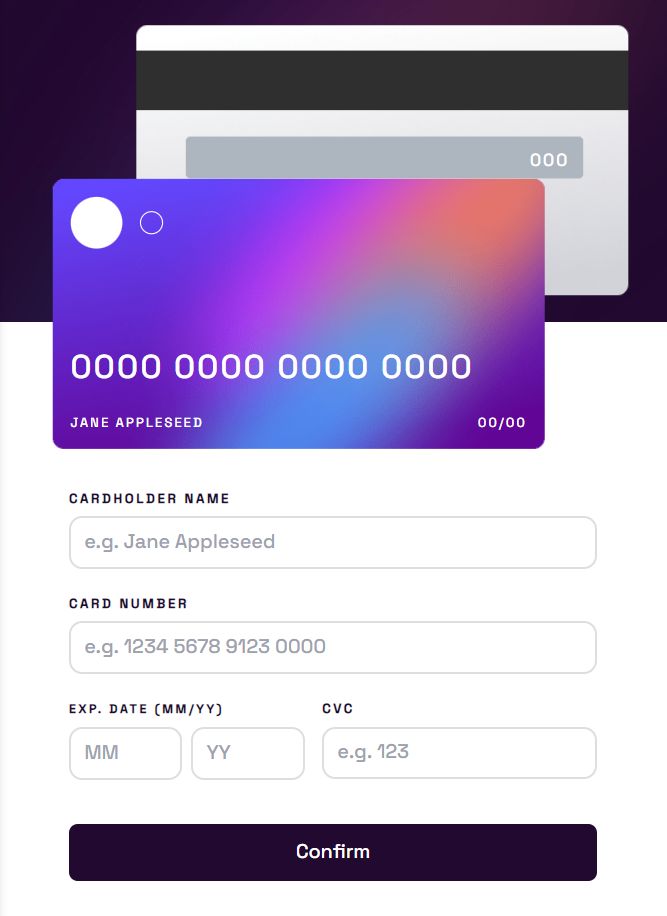 000
0000 0000 0000 0000
JANE APPLESEED 00/00
CARDHOLDER NAME
e.g. Jane Appleseed
CARD NUMBER
e.g. 1234 5678 9123 0000
EXP. DATE (MM/YY) CVC
MM YY e.g. 123
Confirm